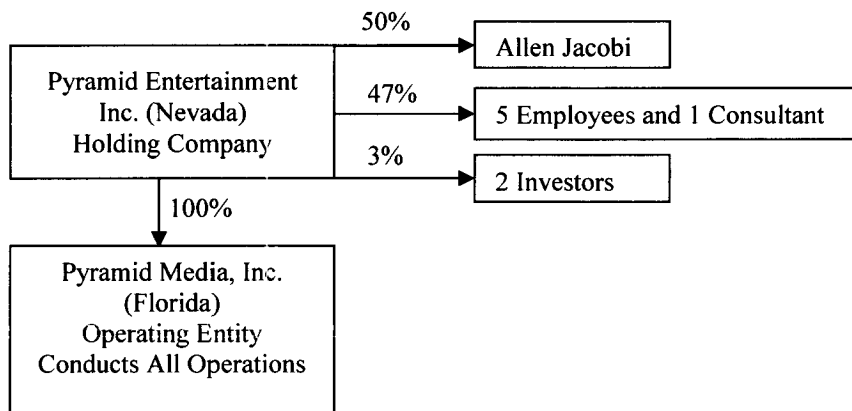 50%
Allen Jacobi
Pyramid Entertainment
Inc. (Nevada)
Holding Company
47%
5 Employees and 1 Consultant
3%
2 Investors
100%
Pyramid Media, Inc.
(Florida)
Operating Entity
Conducts All Operations